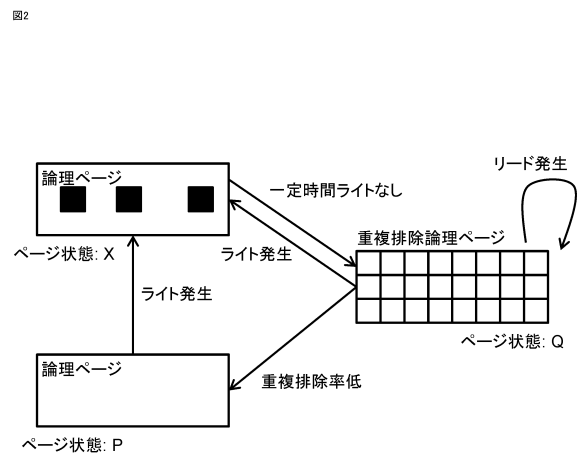 図2
リード発生
論理ページ
一定時間ライトなし
重複排除論理ページ
ページ状態: X
ライト発生
ライト発生
ページ状態: Q
論理ページ
重複排除率低
ページ状態: P